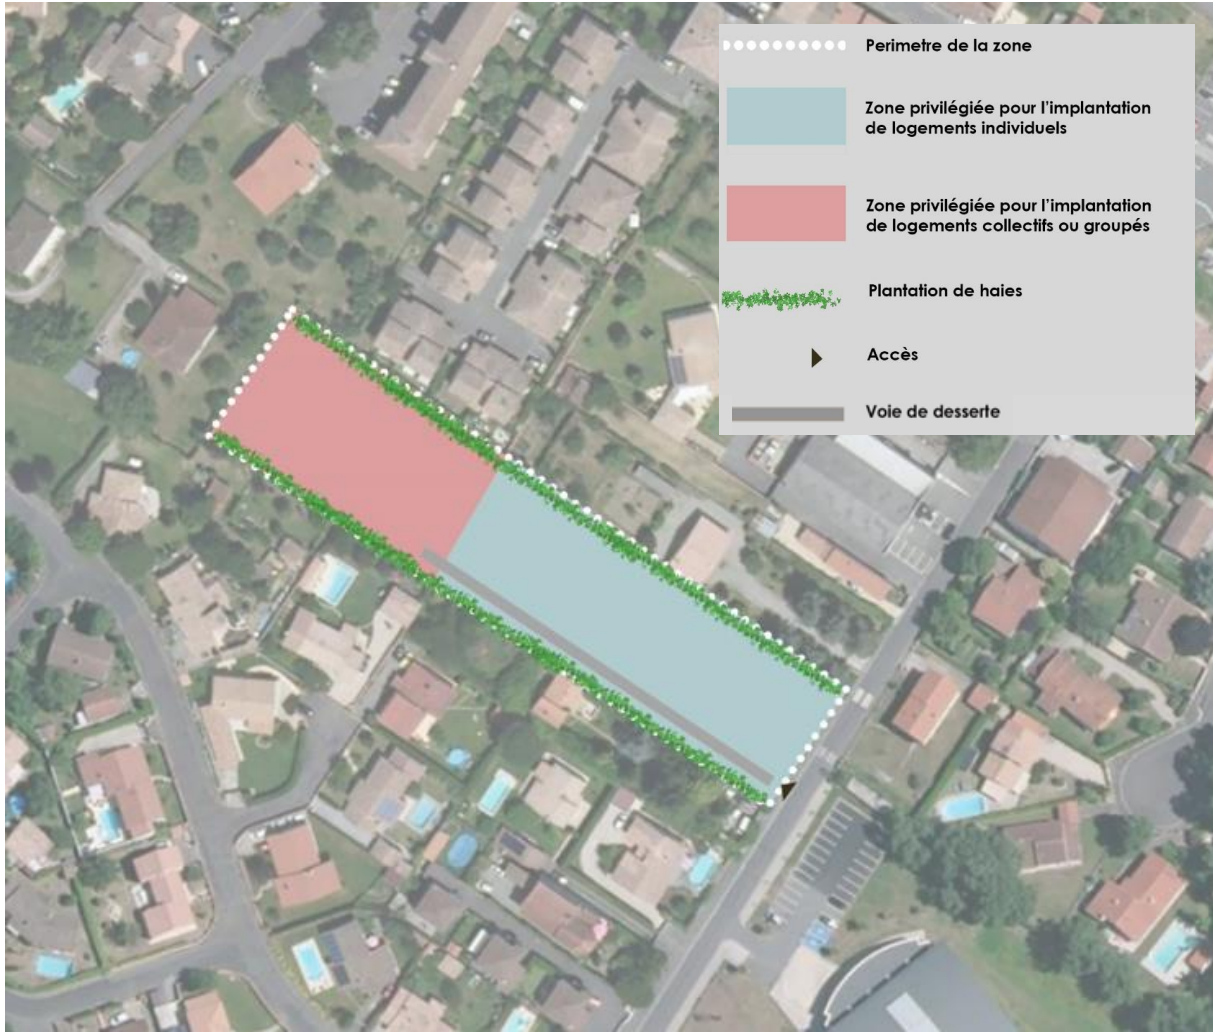 Perimetre de la zone
Zone privilégiée pour l'implantation
de logements individuels
Zone privilégiée pour l'implantation
de logements collectifs ou groupés
Plantation de haies
Accès
Voie de desserte